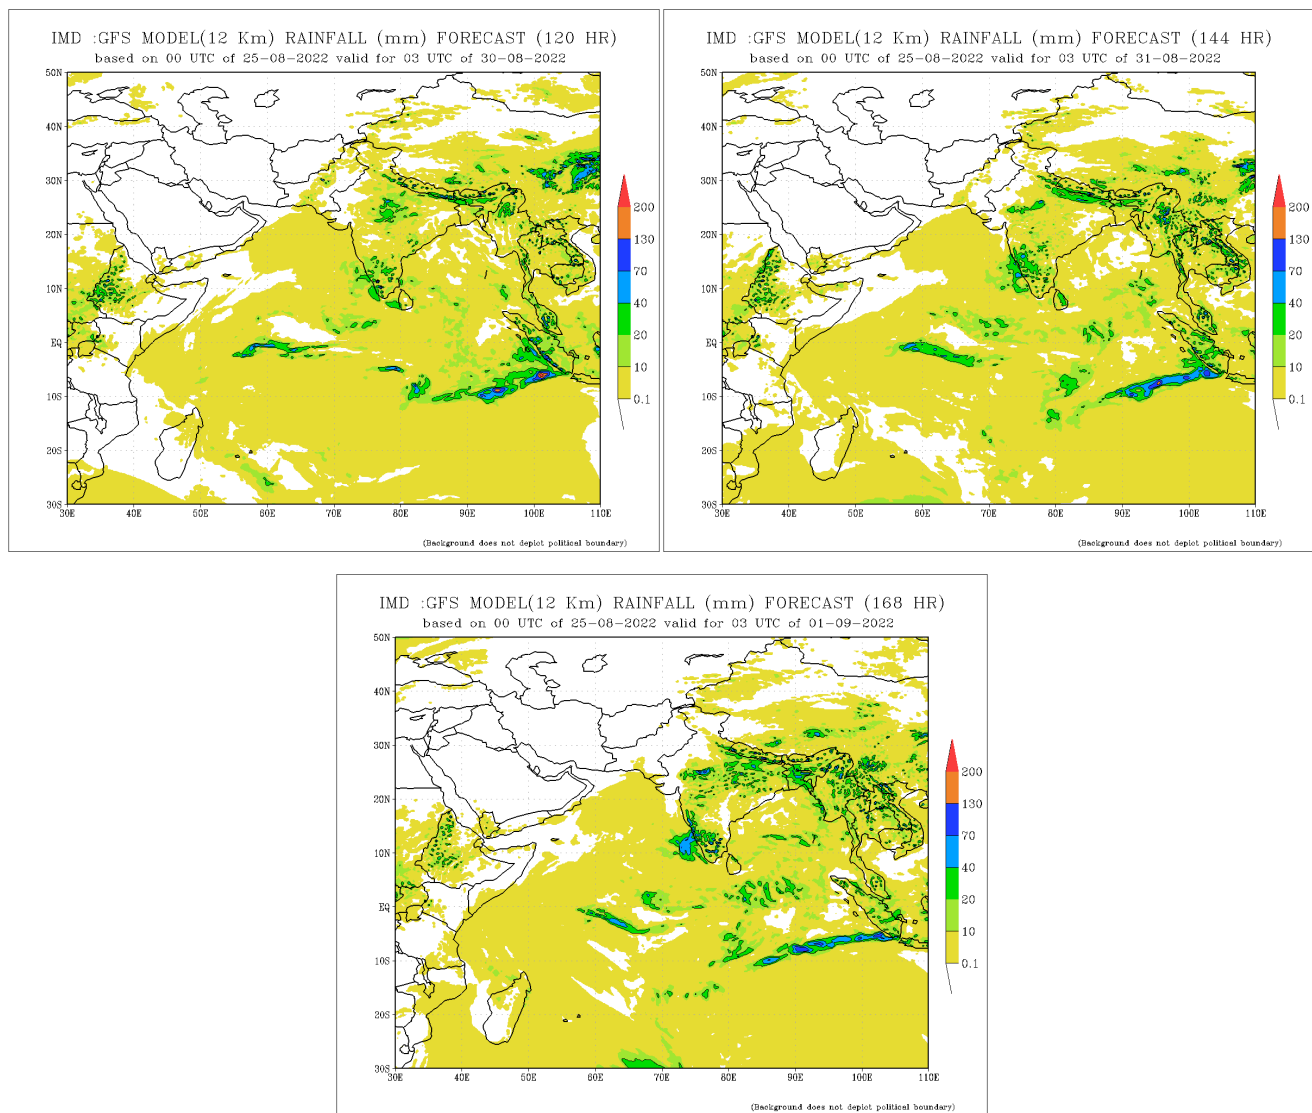 IMD :GFS MODEL(12 Km) RAINFALL (mm) FORECAST (120 HR)
based on 00 UTC of 25-08-2022 valid for 03 UTC of 30-08-2022
50N
40N
30N
20N
10N
EQ
10S
20S
30S
30E 40E 50E 60E 70E 80E 90E 100E 110E
200
130
70
40
20
10
0.1
(Background does not depict political boundary)
IMD :GFS MODEL(12 Km) RAINFALL (mm) FORECAST (144 HR)
based on 00 UTC of 25-08-2022 valid for 03 UTC of 31-08-2022
50N
40N
30N
20N
10N
EQ
10S
20S
30S
30E 40E 50E 60E 70E 80E 90E 100E 110E
200
130
70
40
20
10
0.1
(Background does not depict political boundary)
IMD :GFS MODEL(12 Km) RAINFALL (mm) FORECAST (168 HR)
based on 00 UTC of 25-08-2022 valid for 03 UTC of 01-09-2022
50N
40N
30N
20N
10N
EQ
10S
20S
30S
30E 40E 50E 60E 70E 80E 90E 100E 110E
200
130
70
40
20
10
0.1
(Background does not depict political boundary)